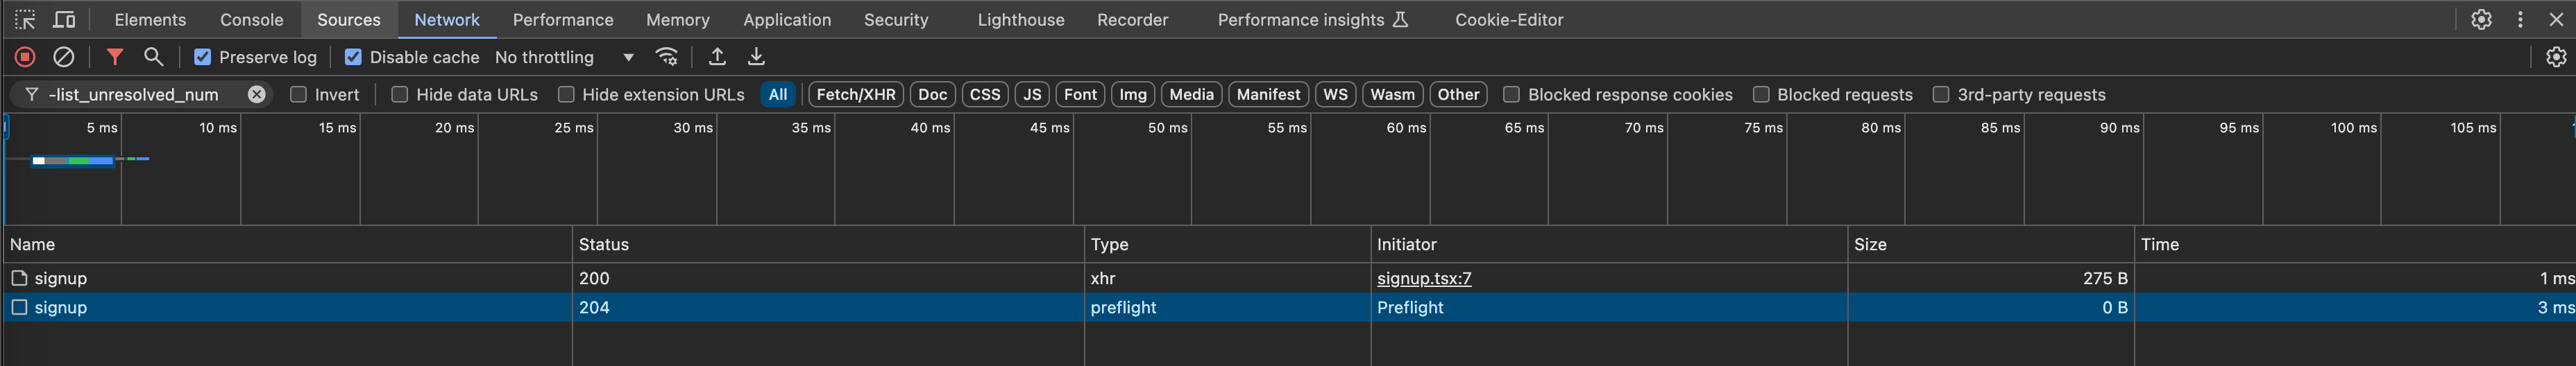 Elements Console Sources Network Performance Memory Application Security Lighthouse Recorder Performance insights Cookie-Editor
Preserve log Disable cache No throttling
-list_unresolved_num Invert Hide data URLs Hide extension URLs All Fetch/XHR Doc CSS JS Font Img Media Manifest WS Wasm Other Blocked response cookies Blocked requests 3rd-party requests
5 ms 10 ms 15 ms 20 ms 25 ms 30 ms 35 ms 40 ms 45 ms 50 ms 55 ms 60 ms 65 ms 70 ms 75 ms 80 ms 85 ms 90 ms 95 ms 100 ms 105 ms
Name Status Type Initiator Size Time
signup 200 xhr signup.tsx:7 275 B 1 ms
signup 204 preflight Preflight 0 B 3 ms